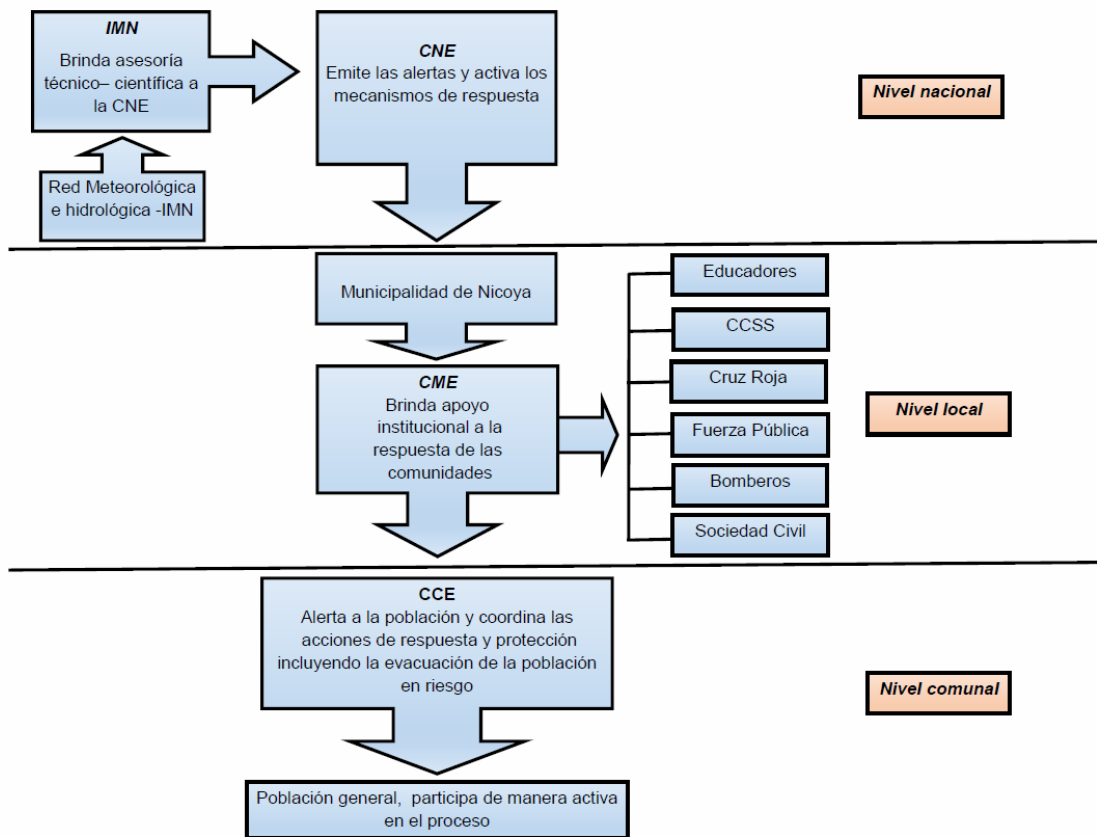 IMN
Brinda asesoría
técnico– científica a
la CNE
CNE
Emite las alertas y activa los
mecanismos de respuesta
Nivel nacional
Red Meteorológica
e hidrológica -IMN
Municipalidad de Nicoya
Educadores
CCSS
CME
Brinda apoyo
institucional a la
respuesta de las
comunidades
Cruz Roja
Fuerza Pública
Bomberos
Sociedad Civil
Nivel local
CCE
Alerta a la población y coordina las
acciones de respuesta y protección
incluyendo la evacuación de la población
en riesgo
Nivel comunal
Población general, participa de manera activa
en el proceso